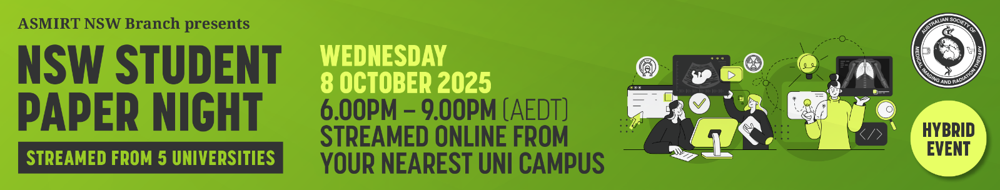 ASMIRT NSW Branch presents
NSW STUDENT
PAPER NIGHT
STREAMED FROM 5 UNIVERSITIES
WEDNESDAY
8 OCTOBER 2025
6.00PM – 9.00PM (AEDT)
STREAMED ONLINE FROM
YOUR NEAREST UNI CAMPUS
</>
AUSTRALIAN SOCIETY OF
MEDICAL IMAGING AND RADIATION THERAPY
HYBRID
EVENT